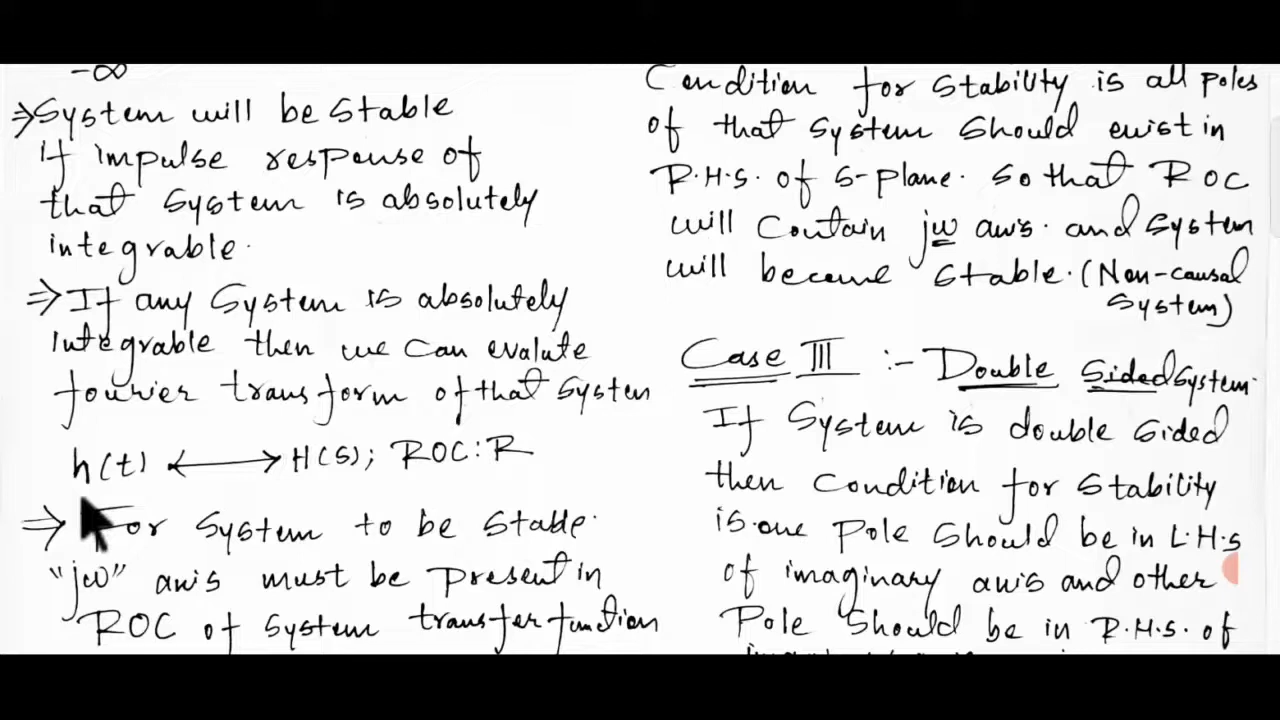 -∞
⇒ System will be Stable
if impulse response of
that System is absolutely
integrable.
⇒ If any System is absolutely
integrable then we can evalute
fourier transform of that System
h(t) ⟷ H(s); ROC: R
⇒ For System to be Stable.
"jω" axis must be present in
ROC of System transfer function
Condition for Stability is all poles
of that System Should exist in
R.H.S. of S-plane. So that ROC
will Contain jω axis. and System
will become Stable. (Non-causal
System)
Case III :- Double Sided System.
If System is double Sided
then Condition for Stability
is one Pole Should be in L.H.S
of imaginary axis and other
Pole Should be in R.H.S. of